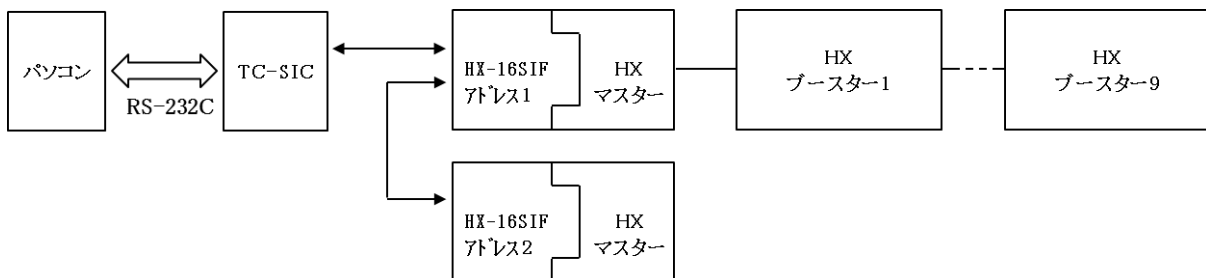 パソコン
RS-232C
TC-SIC
HX-16SIF
アドレス1
HX
マスター
HX
ブースター1
HX
ブースター9
HX-16SIF
アドレス2
HX
マスター